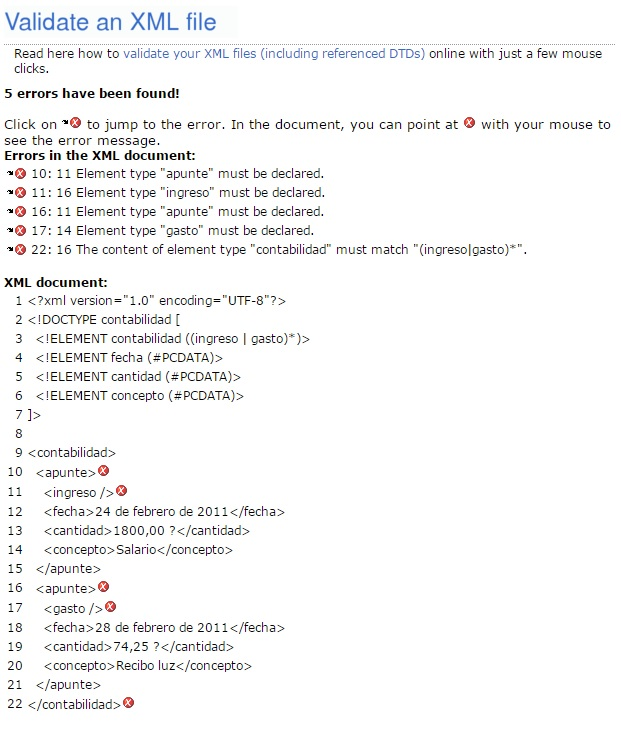 Validate an XML file
Read here how to validate your XML files (including referenced DTDs) online with just a few mouse
clicks.
5 errors have been found!
Click on to jump to the error. In the document, you can point at with your mouse to
see the error message.
Errors in the XML document:
10: 11 Element type "apunte" must be declared.
11: 16 Element type "ingreso" must be declared.
16: 11 Element type "apunte" must be declared.
17: 14 Element type "gasto" must be declared.
22: 16 The content of element type "contabilidad" must match "(ingreso|gasto)*".
XML document:
1 <?xml version="1.0" encoding="UTF-8"?>
2 <!DOCTYPE contabilidad [
3 <!ELEMENT contabilidad ((ingreso | gasto)*)>
4 <!ELEMENT fecha (#PCDATA)>
5 <!ELEMENT cantidad (#PCDATA)>
6 <!ELEMENT concepto (#PCDATA)>
7 ]>
8
9 <contabilidad>
10 <apunte>
11 <ingreso />
12 <fecha>24 de febrero de 2011</fecha>
13 <cantidad>1800,00 ?</cantidad>
14 <concepto>Salario</concepto>
15 </apunte>
16 <apunte>
17 <gasto />
18 <fecha>28 de febrero de 2011</fecha>
19 <cantidad>74,25 ?</cantidad>
20 <concepto>Recibo luz</concepto>
21 </apunte>
22 </contabilidad>